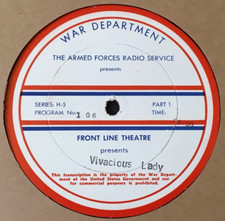 WAR DEPARTMENT
THE ARMED FORCES RADIO SERVICE
presents
SERIES: H-5
PROGRAM No. 106
PART 1
TIME:
FRONT LINE THEATRE
presents
Vivacious Lady
This transcription is the property of the War Depart-
ment of the United States Government and use
for commercial purposes is prohibited.